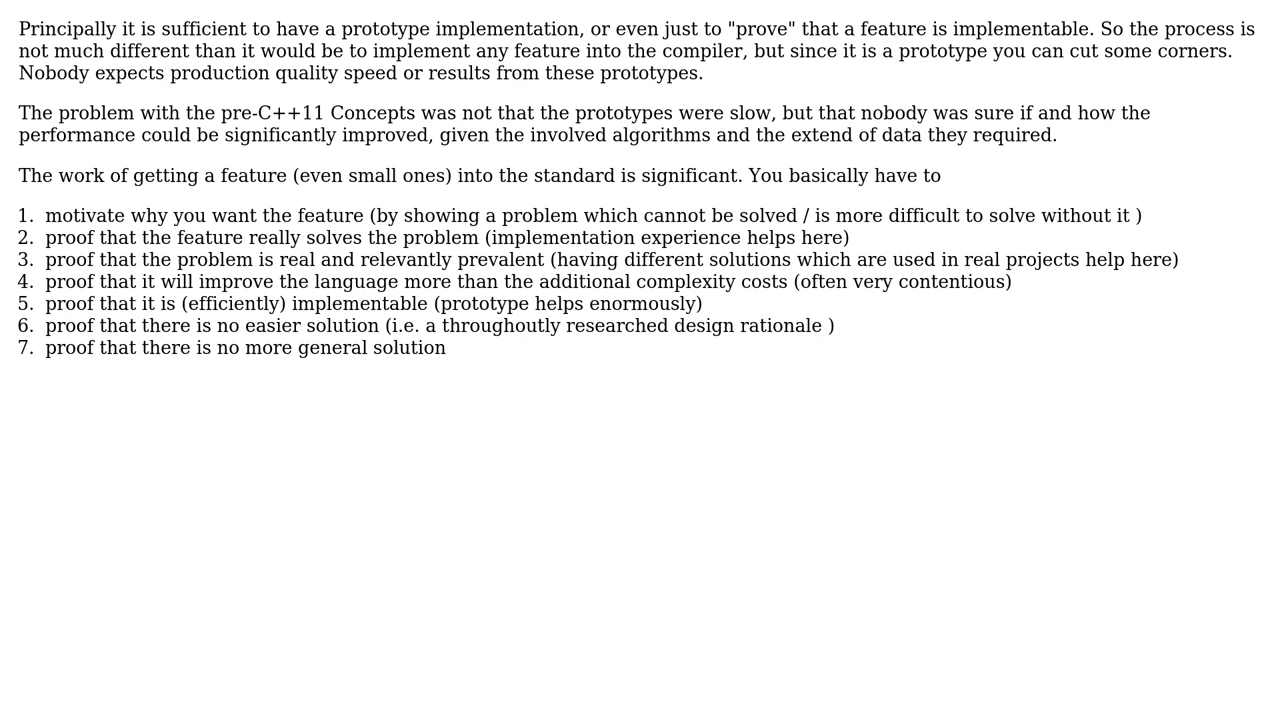 Principally it is sufficient to have a prototype implementation, or even just to "prove" that a feature is implementable. So the process is
not much different than it would be to implement any feature into the compiler, but since it is a prototype you can cut some corners.
Nobody expects production quality speed or results from these prototypes.
The problem with the pre-C++11 Concepts was not that the prototypes were slow, but that nobody was sure if and how the
performance could be significantly improved, given the involved algorithms and the extend of data they required.
The work of getting a feature (even small ones) into the standard is significant. You basically have to
1. motivate why you want the feature (by showing a problem which cannot be solved / is more difficult to solve without it )
2. proof that the feature really solves the problem (implementation experience helps here)
3. proof that the problem is real and relevantly prevalent (having different solutions which are used in real projects help here)
4. proof that it will improve the language more than the additional complexity costs (often very contentious)
5. proof that it is (efficiently) implementable (prototype helps enormously)
6. proof that there is no easier solution (i.e. a throughoutly researched design rationale )
7. proof that there is no more general solution